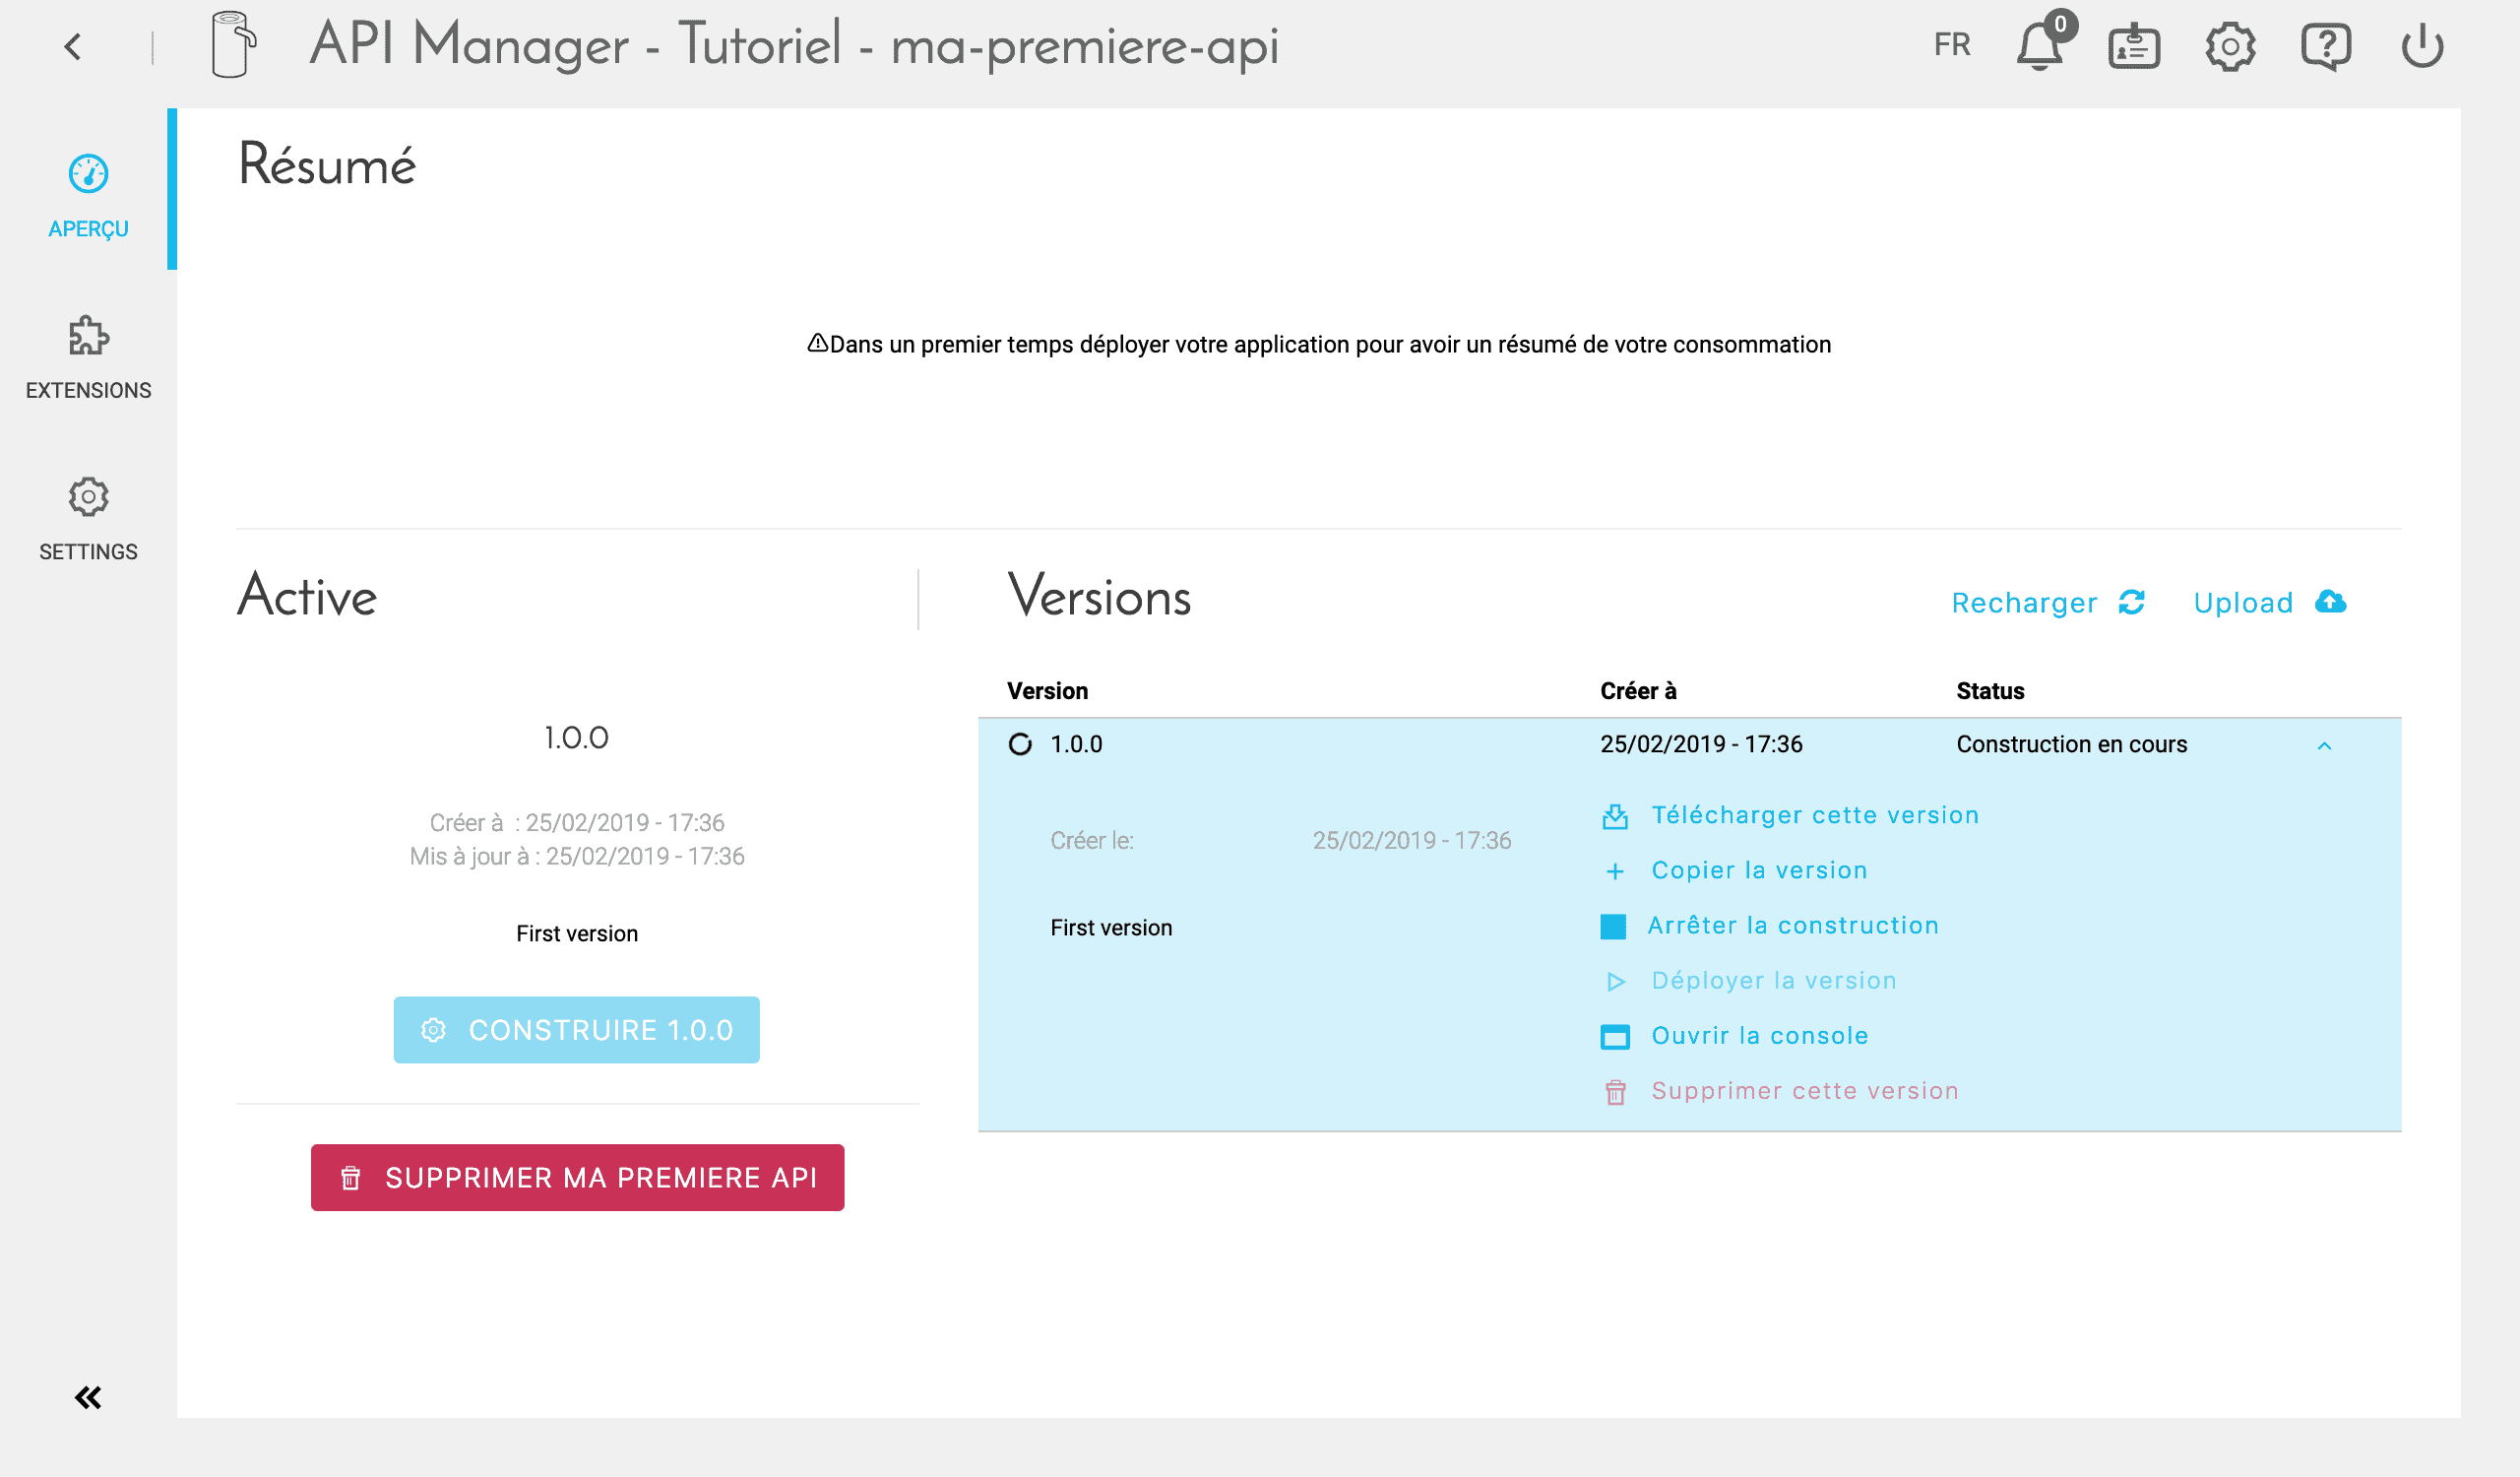 API Manager - Tutoriel - ma-premiere-api
FR
0
APERÇU
EXTENSIONS
SETTINGS
Résumé
Dans un premier temps déployer votre application pour avoir un résumé de votre consommation
Active
1.0.0
Créer à : 25/02/2019 - 17:36
Mis à jour à : 25/02/2019 - 17:36
First version
CONSTRUIRE 1.0.0
SUPPRIMER MA PREMIERE API
Versions
Recharger
Upload
Version Créer à Status
1.0.0 25/02/2019 - 17:36 Construction en cours
Créer le: 25/02/2019 - 17:36
First version
Télécharger cette version
Copier la version
Arrêter la construction
Déployer la version
Ouvrir la console
Supprimer cette version